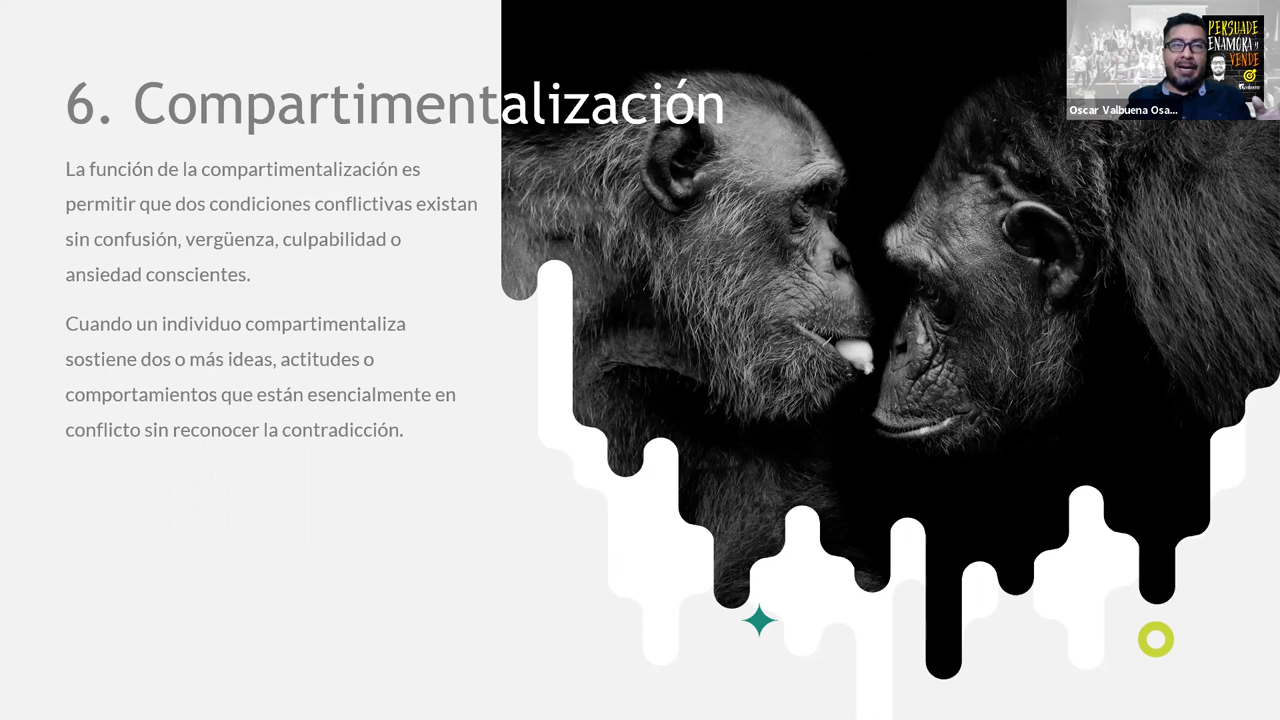 6. Compartimentalización
La función de la compartimentalización es
permitir que dos condiciones conflictivas existan
sin confusión, vergüenza, culpabilidad o
ansiedad conscientes.
Cuando un individuo compartimentaliza
sostiene dos o más ideas, actitudes o
comportamientos que están esencialmente en
conflicto sin reconocer la contradicción.
PERSUADE
ENAMORA Y
VENDE
Oscar Valbuena Osa...